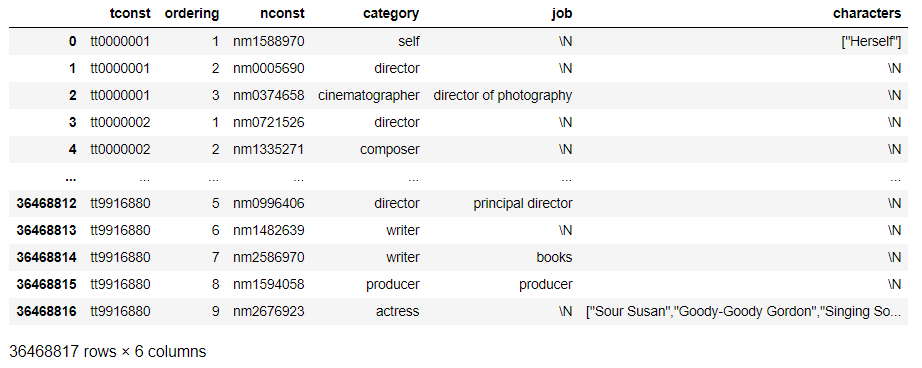 tconst ordering nconst category job characters
0 tt0000001 1 nm1588970 self \N ["Herself"]
1 tt0000001 2 nm0005690 director \N \N
2 tt0000001 3 nm0374658 cinematographer director of photography \N
3 tt0000002 1 nm0721526 director \N \N
4 tt0000002 2 nm1335271 composer \N \N
... ... ... ... ... ... ...
36468812 tt9916880 5 nm0996406 director principal director \N
36468813 tt9916880 6 nm1482639 writer \N \N
36468814 tt9916880 7 nm2586970 writer books \N
36468815 tt9916880 8 nm1594058 producer producer \N
36468816 tt9916880 9 nm2676923 actress \N ["Sour Susan","Goody-Goody Gordon","Singing So...
36468817 rows × 6 columns